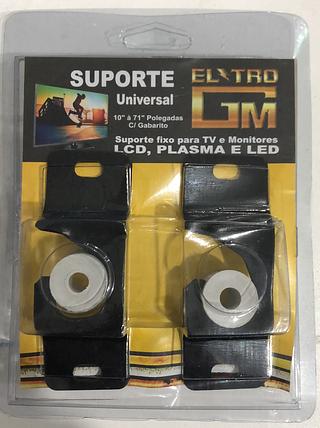 SUPORTE
Universal
10" à 71" Polegadas
C/ Gabarito
ELETRO
GM
Suporte fixo para TV e Monitores
LCD, PLASMA E LED